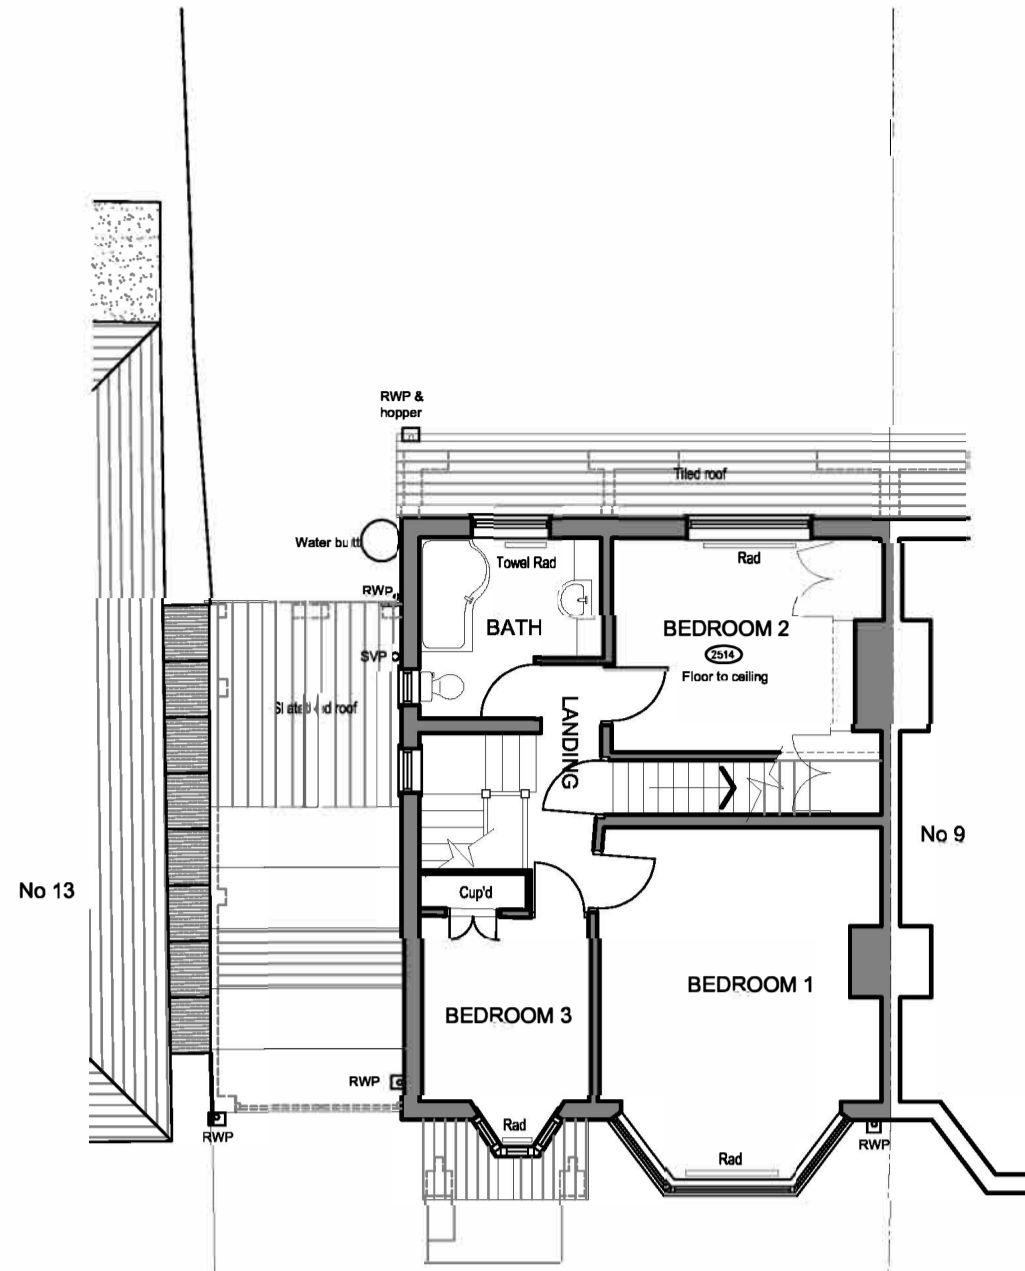 RWP &
hopper
Tiled roof
Water butt
Towel Rad
Rad
RWP
BATH
BEDROOM 2
2514
Floor to ceiling
SVP
LANDING
roof
No 9
No 13
Cup'd
BEDROOM 1
BEDROOM 3
RWP
Rad
RWP
RWP
Rad